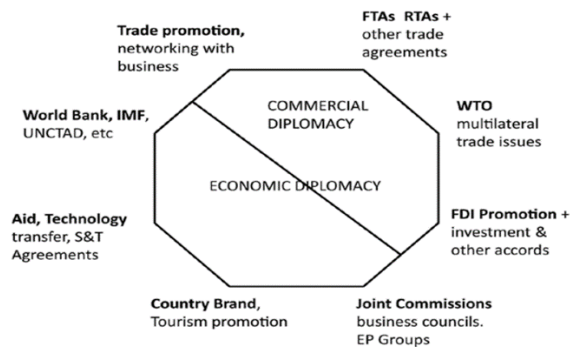 Trade promotion,
networking with
business
FTAs RTAs +
other trade
agreements
World Bank, IMF,
UNCTAD, etc
COMMERCIAL
DIPLOMACY
WTO
multilateral
trade issues
ECONOMIC DIPLOMACY
Aid, Technology
transfer, S&T
Agreements
FDI Promotion +
investment &
other accords
Country Brand,
Tourism promotion
Joint Commissions
business councils.
EP Groups